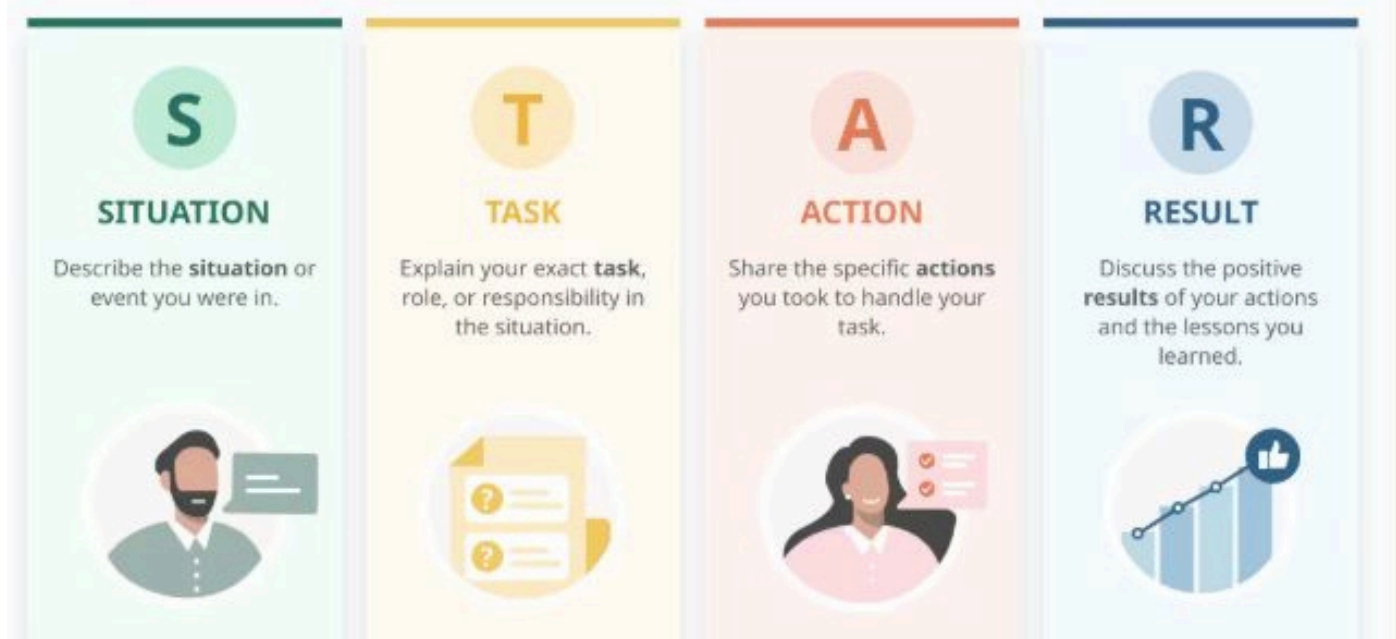 S
SITUATION
Describe the situation or
event you were in.
T
TASK
Explain your exact task,
role, or responsibility in
the situation.
?
?
A
ACTION
Share the specific actions
you took to handle your
task.
R
RESULT
Discuss the positive
results of your actions
and the lessons you
learned.